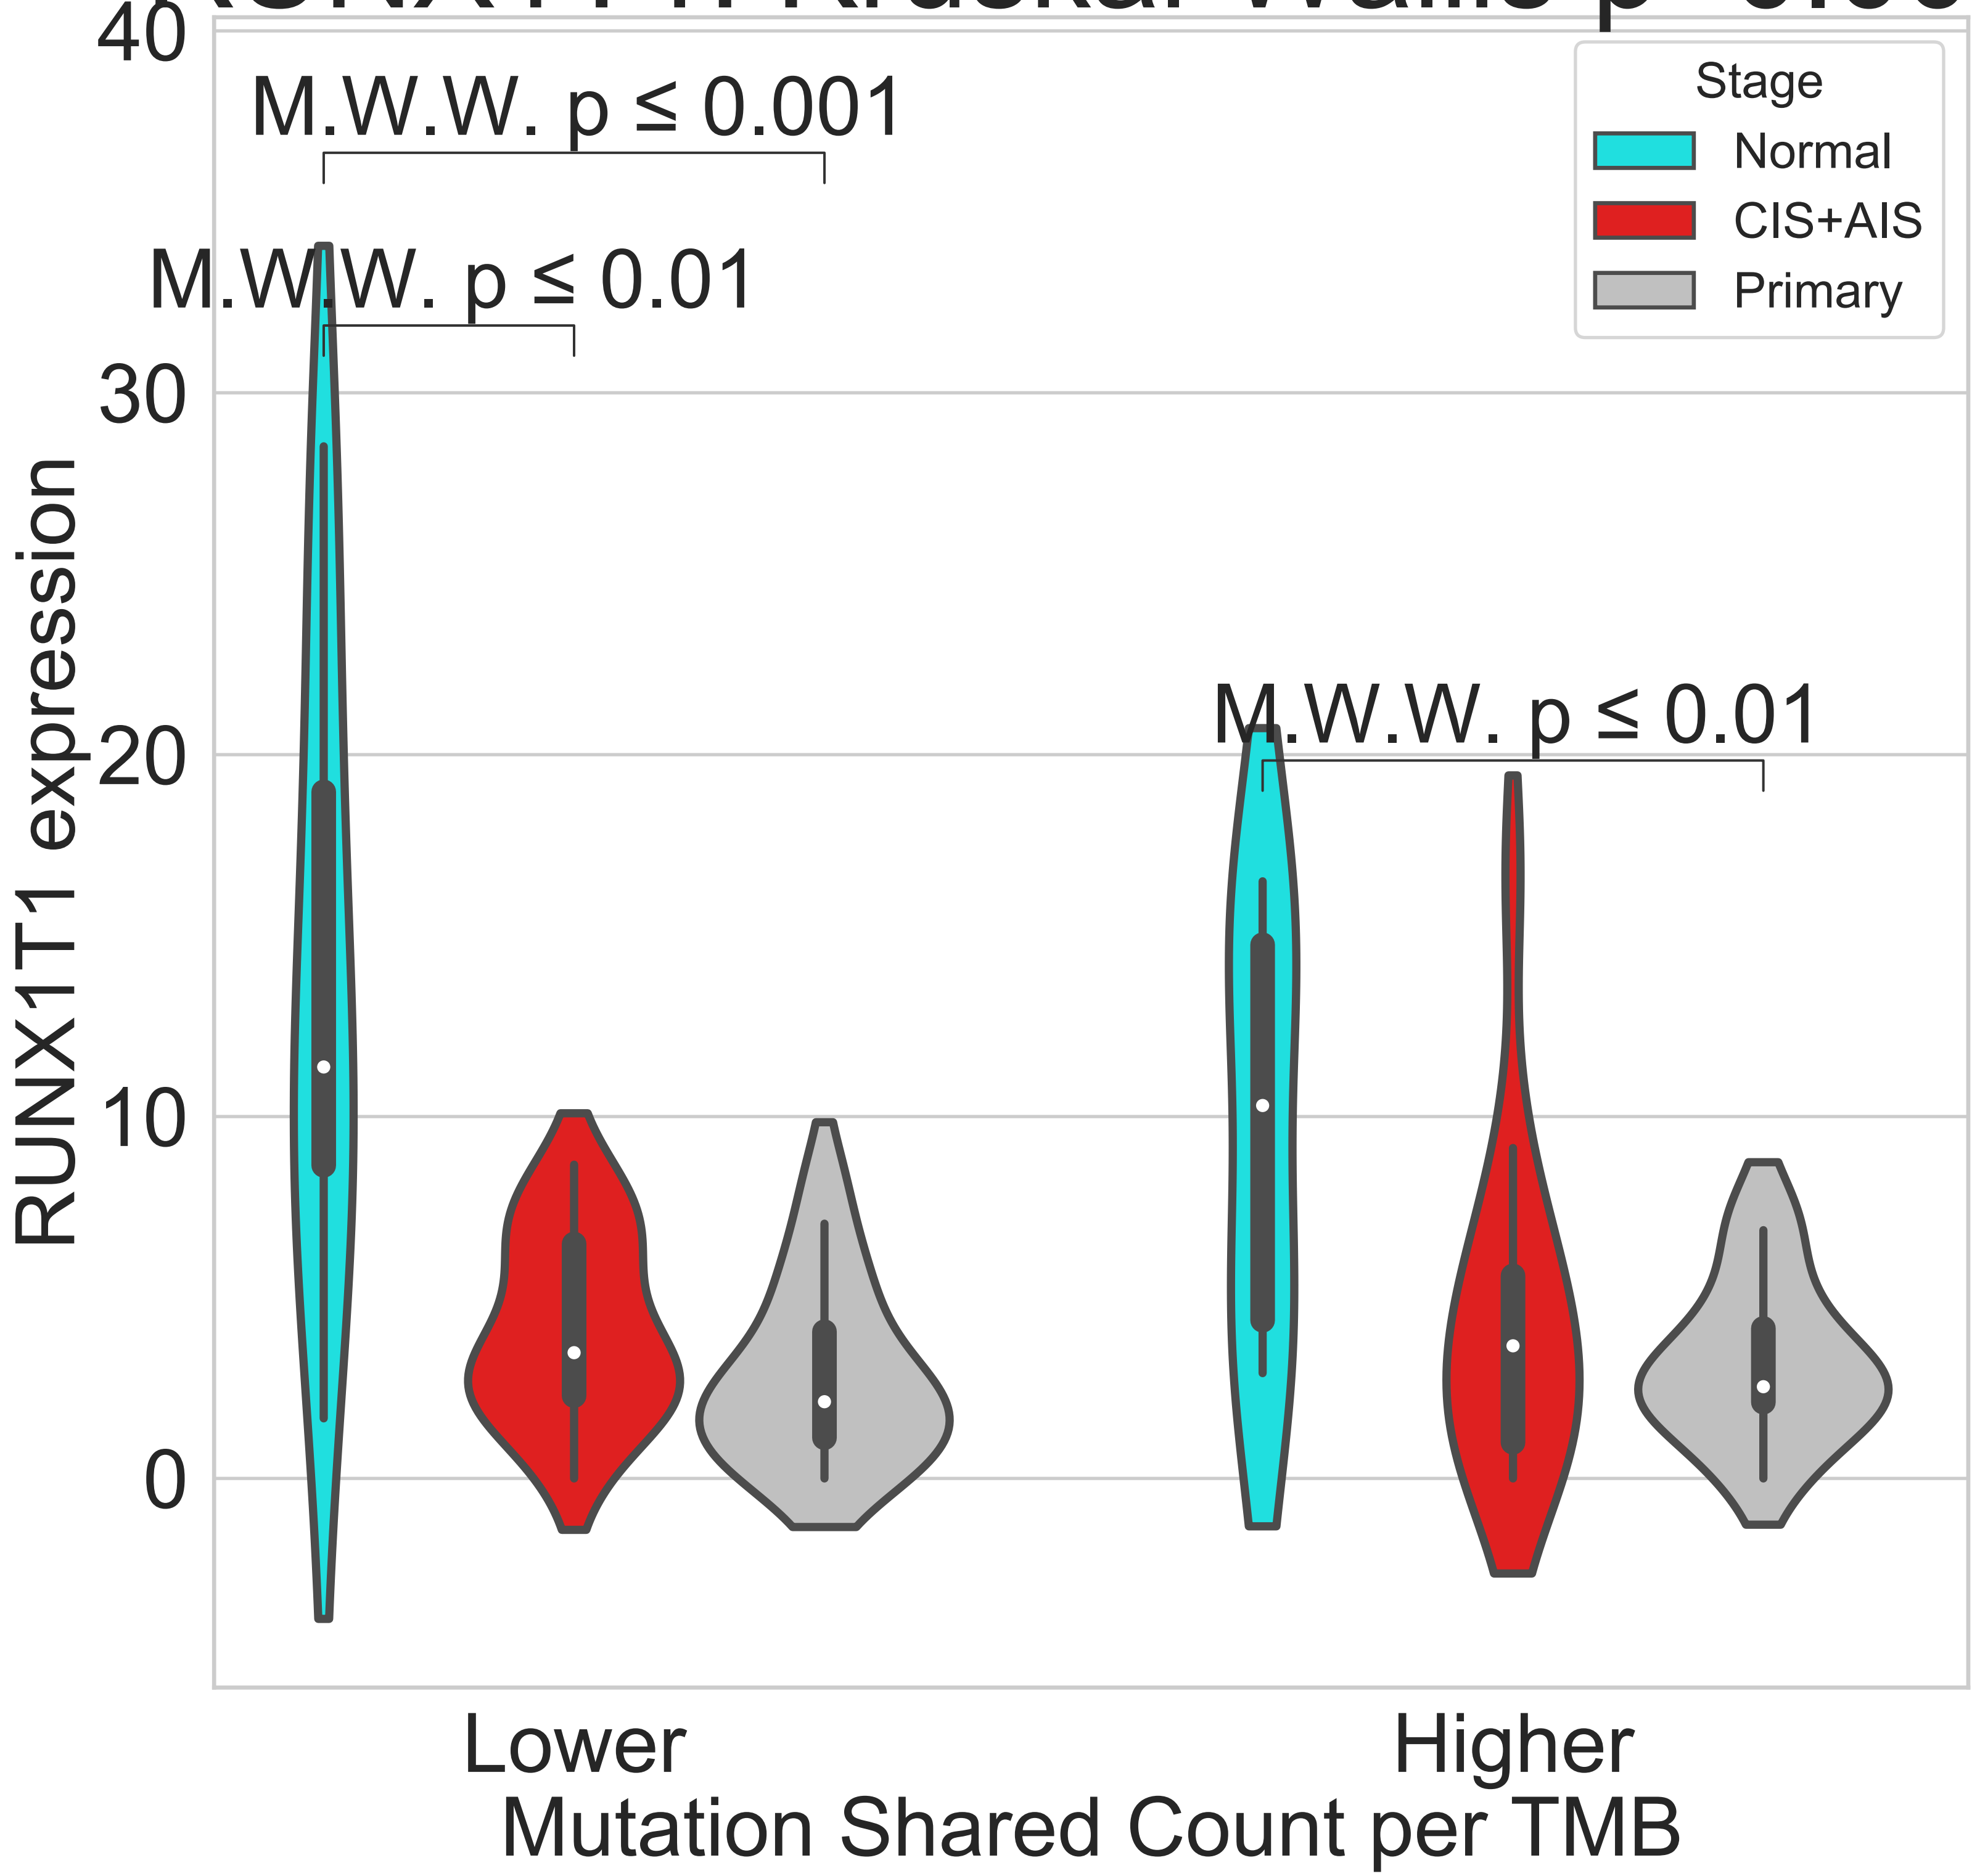 40
M.W.W. p ≤ 0.001
Stage
Normal
CIS+AIS
Primary
M.W.W. p ≤ 0.01
30
M.W.W. p ≤ 0.01
20
10
0
RUNX1T1 expression
Lower
Higher
Mutation Shared Count per TMB